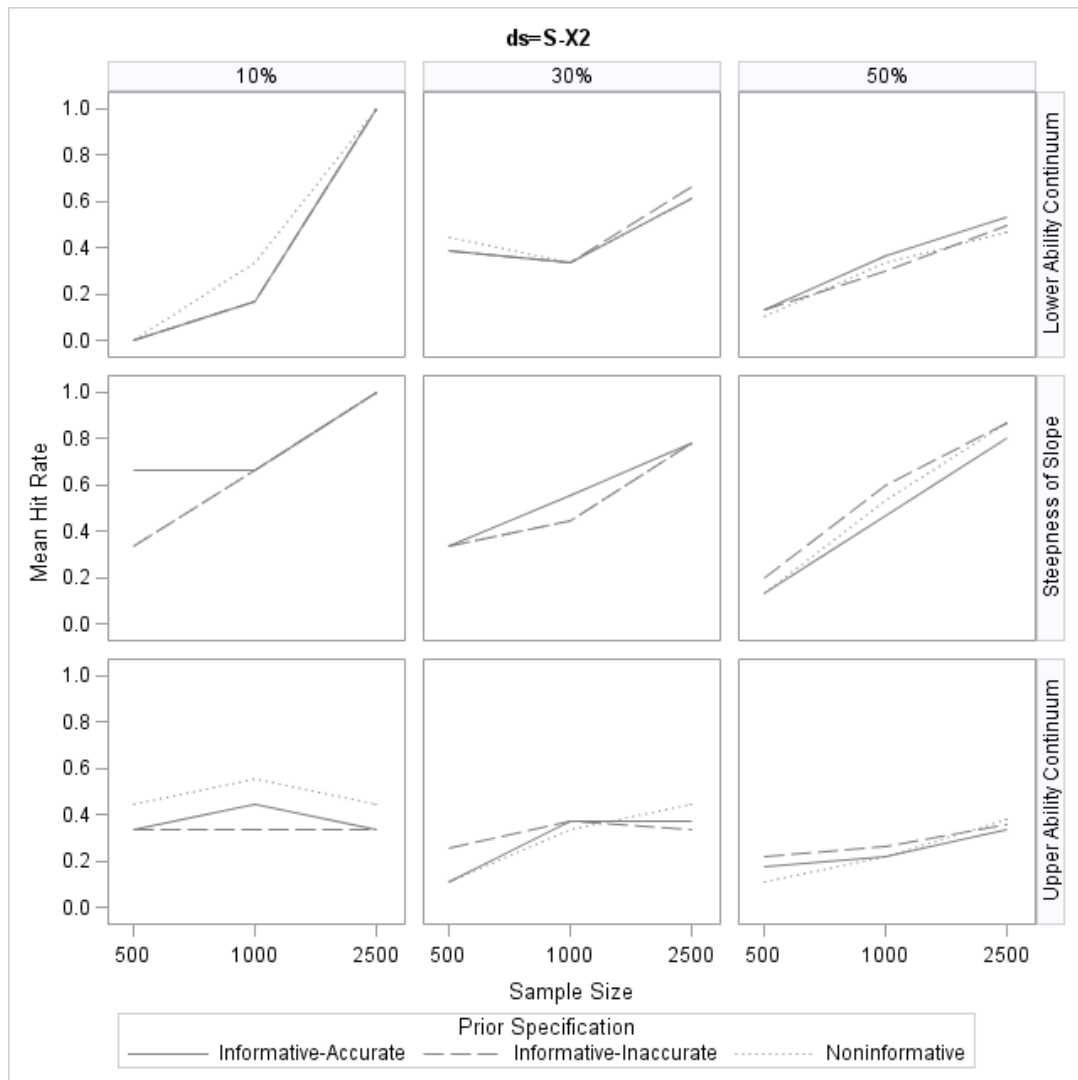 ds=S-X2
10% 30% 50%
1.0
0.8
0.6
0.4
0.2
0.0
Lower Ability Continuum
1.0
0.8
0.6
0.4
0.2
0.0
Steepness of Slope
Mean Hit Rate
1.0
0.8
0.6
0.4
0.2
0.0
Upper Ability Continuum
500 1000 2500 500 1000 2500 500 1000 2500
Sample Size
Prior Specification
Informative-Accurate Informative-Inaccurate Noninformative